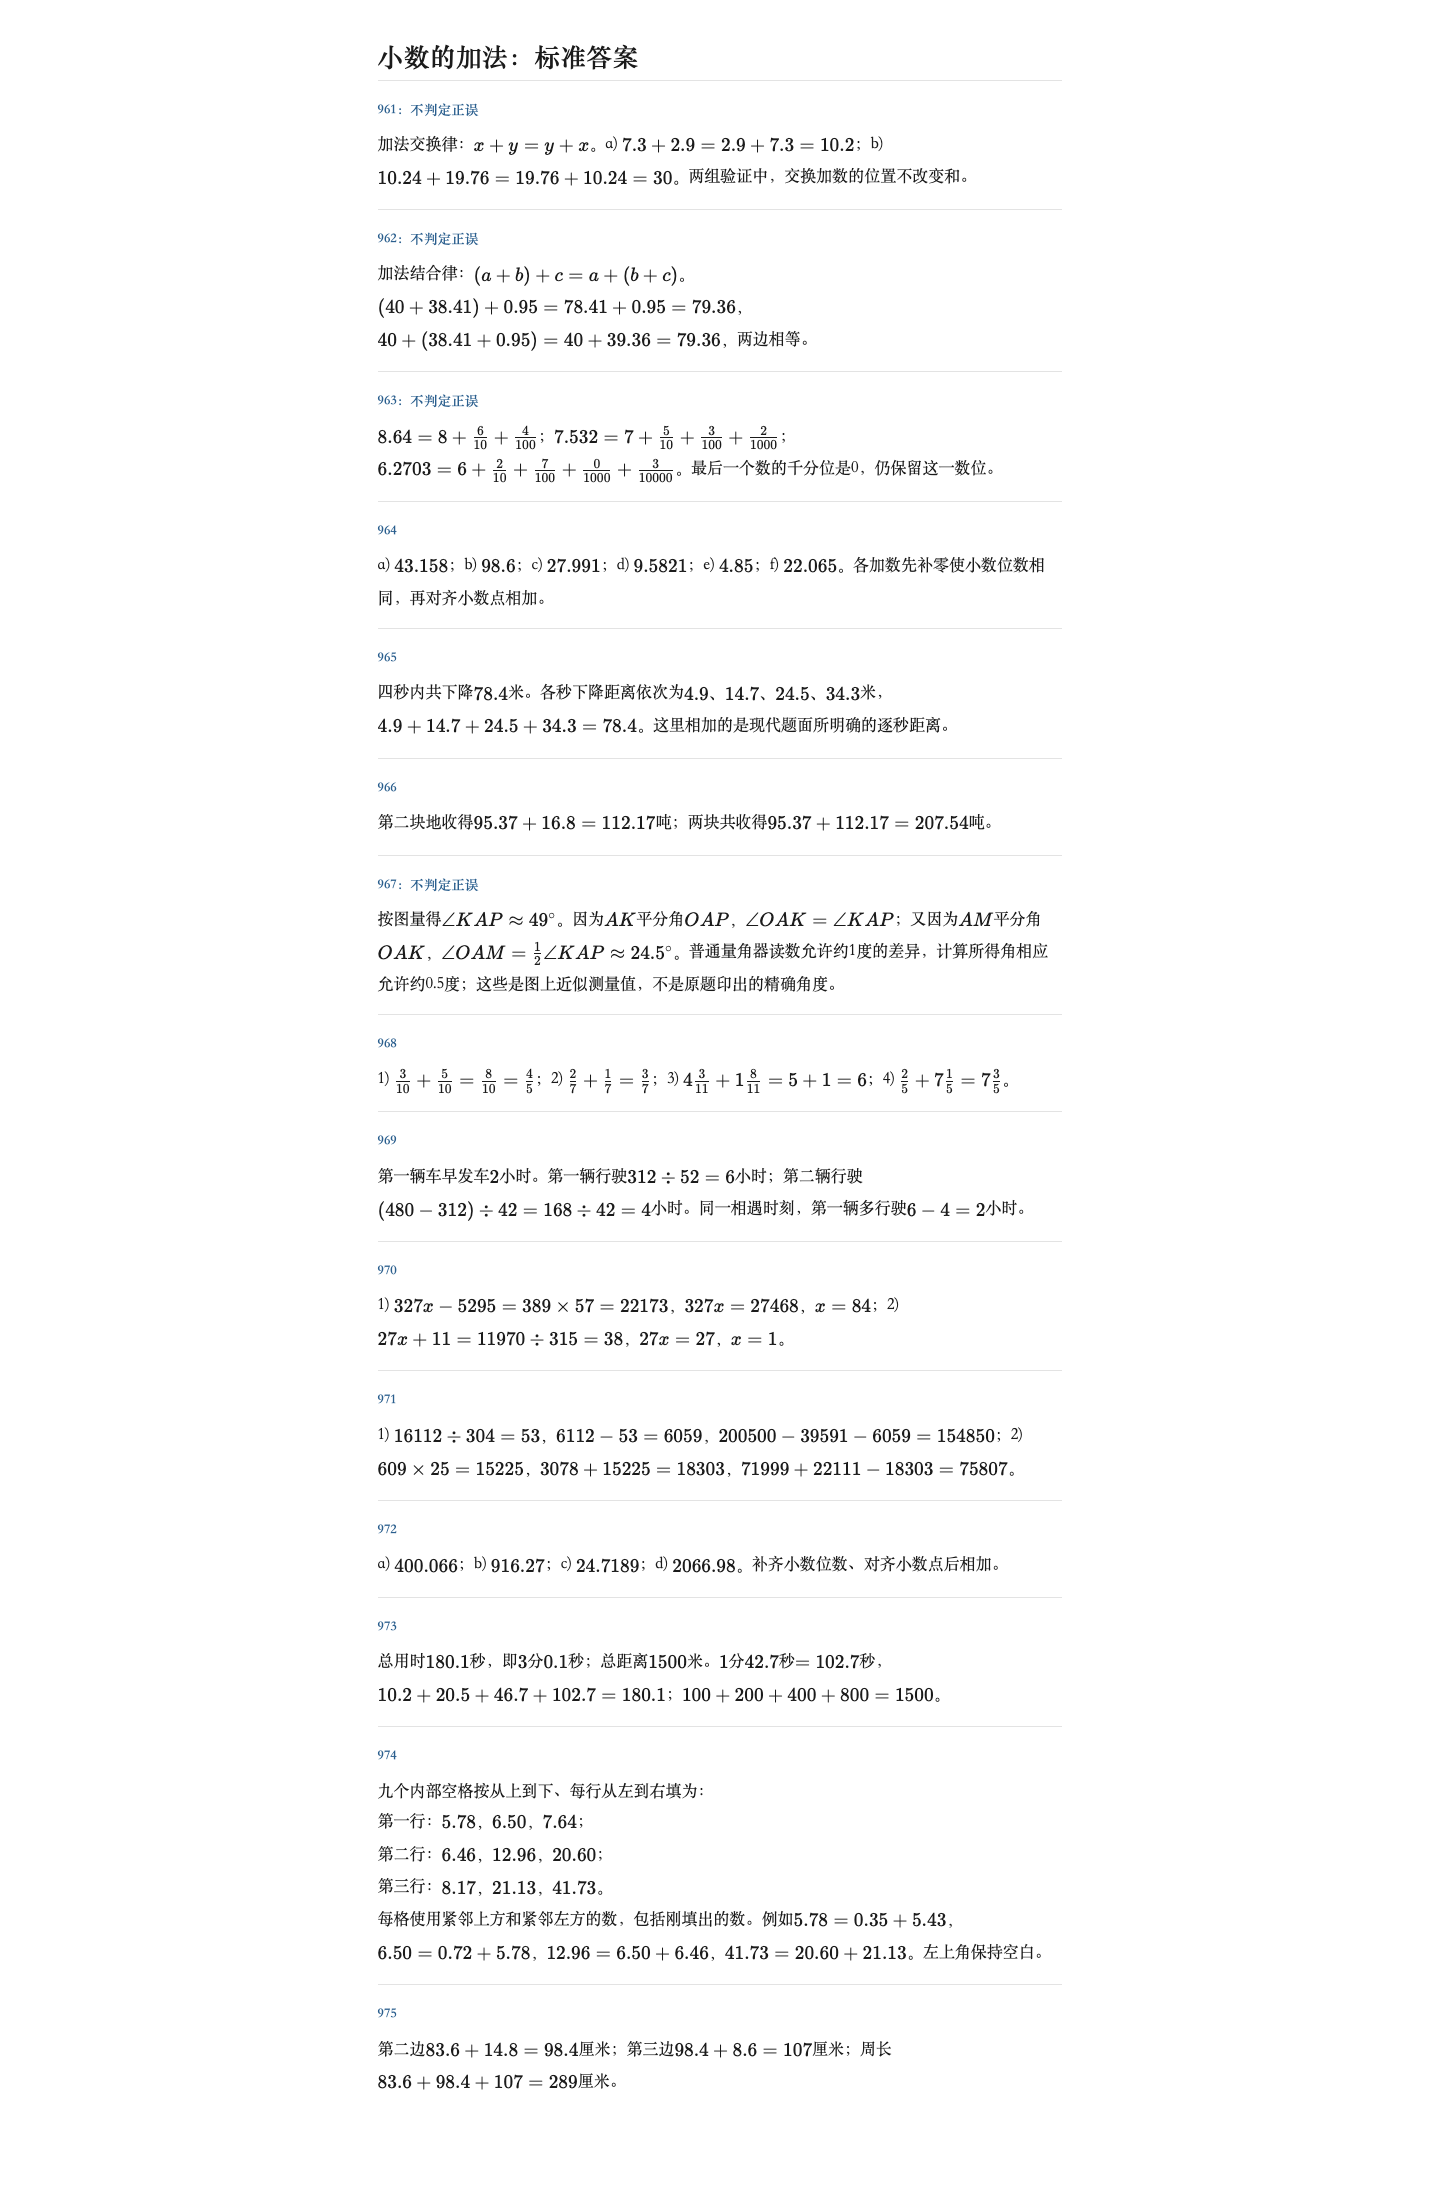 小数的加法：标准答案
961：不判定正误
加法交换律：x + y = y + x。a) 7.3 + 2.9 = 2.9 + 7.3 = 10.2；b)
10.24 + 19.76 = 19.76 + 10.24 = 30。两组验证中，交换加数的位置不改变和。
962：不判定正误
加法结合律：(a + b) + c = a + (b + c)。
(40 + 38.41) + 0.95 = 78.41 + 0.95 = 79.36，
40 + (38.41 + 0.95) = 40 + 39.36 = 79.36，两边相等。
963：不判定正误
8.64 = 8 + 6/10 + 4/100；7.532 = 7 + 5/10 + 3/100 + 2/1000；
6.2703 = 6 + 2/10 + 7/100 + 0/1000 + 3/10000。最后一个数的千分位是0，仍保留这一数位。
964
a) 43.158；b) 98.6；c) 27.991；d) 9.5821；e) 4.85；f) 22.065。各加数先补零使小数位数相
同，再对齐小数点相加。
965
四秒内共下降78.4米。各秒下降距离依次为4.9、14.7、24.5、34.3米，
4.9 + 14.7 + 24.5 + 34.3 = 78.4。这里相加的是现代题面所明确的逐秒距离。
966
第二块地收得95.37 + 16.8 = 112.17吨；两块共收得95.37 + 112.17 = 207.54吨。
967：不判定正误
按图量得∠KAP ≈ 49°。因为AK平分角OAP，∠OAK = ∠KAP；又因为AM平分角
OAK，∠OAM = 1/2∠KAP ≈ 24.5°。普通量角器读数允许约1度的差异，计算所得角相应
允许约0.5度；这些是图上近似测量值，不是原题印出的精确角度。
968
1) 3/10 + 5/10 = 8/10 = 4/5；2) 2/7 + 1/7 = 3/7；3) 4 3/11 + 1 8/11 = 5 + 1 = 6；4) 2/5 + 7 1/5 = 7 3/5。
969
第一辆车早发车2小时。第一辆行驶312 ÷ 52 = 6小时；第二辆行驶
(480 − 312) ÷ 42 = 168 ÷ 42 = 4小时。同一相遇时刻，第一辆多行驶6 − 4 = 2小时。
970
1) 327x − 5295 = 389 × 57 = 22173，327x = 27468，x = 84；2)
27x + 11 = 11970 ÷ 315 = 38，27x = 27，x = 1。
971
1) 16112 ÷ 304 = 53，6112 − 53 = 6059，200500 − 39591 − 6059 = 154850；2)
609 × 25 = 15225，3078 + 15225 = 18303，71999 + 22111 − 18303 = 75807。
972
a) 400.066；b) 916.27；c) 24.7189；d) 2066.98。补齐小数位数、对齐小数点后相加。
973
总用时180.1秒，即3分0.1秒；总距离1500米。1分42.7秒= 102.7秒，
10.2 + 20.5 + 46.7 + 102.7 = 180.1；100 + 200 + 400 + 800 = 1500。
974
九个内部空格按从上到下、每行从左到右填为：
第一行：5.78，6.50，7.64；
第二行：6.46，12.96，20.60；
第三行：8.17，21.13，41.73。
每格使用紧邻上方和紧邻左方的数，包括刚填出的数。例如5.78 = 0.35 + 5.43，
6.50 = 0.72 + 5.78，12.96 = 6.50 + 6.46，41.73 = 20.60 + 21.13。左上角保持空白。
975
第二边83.6 + 14.8 = 98.4厘米；第三边98.4 + 8.6 = 107厘米；周长
83.6 + 98.4 + 107 = 289厘米。